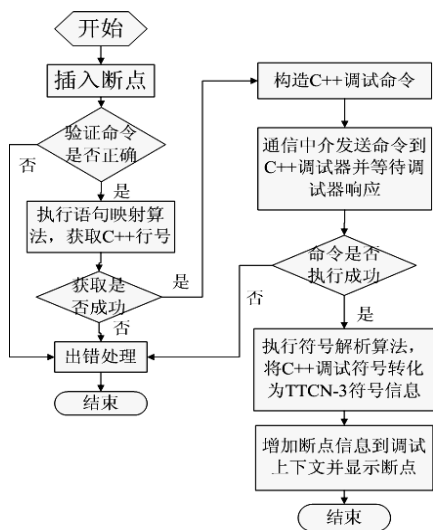 开始
插入断点
验证命令
是否正确
否
是
执行语句映射算
法，获取C++行号
获取是
否成功
是
否
出错处理
结束
构造C++调试命令
通信中介发送命令到
C++调试器并等待调
试器响应
命令是否
执行成功
否
是
执行符号解析算法，
将C++调试符号转化
为TTCN-3符号信息
增加断点信息到调试
上下文并显示断点
结束